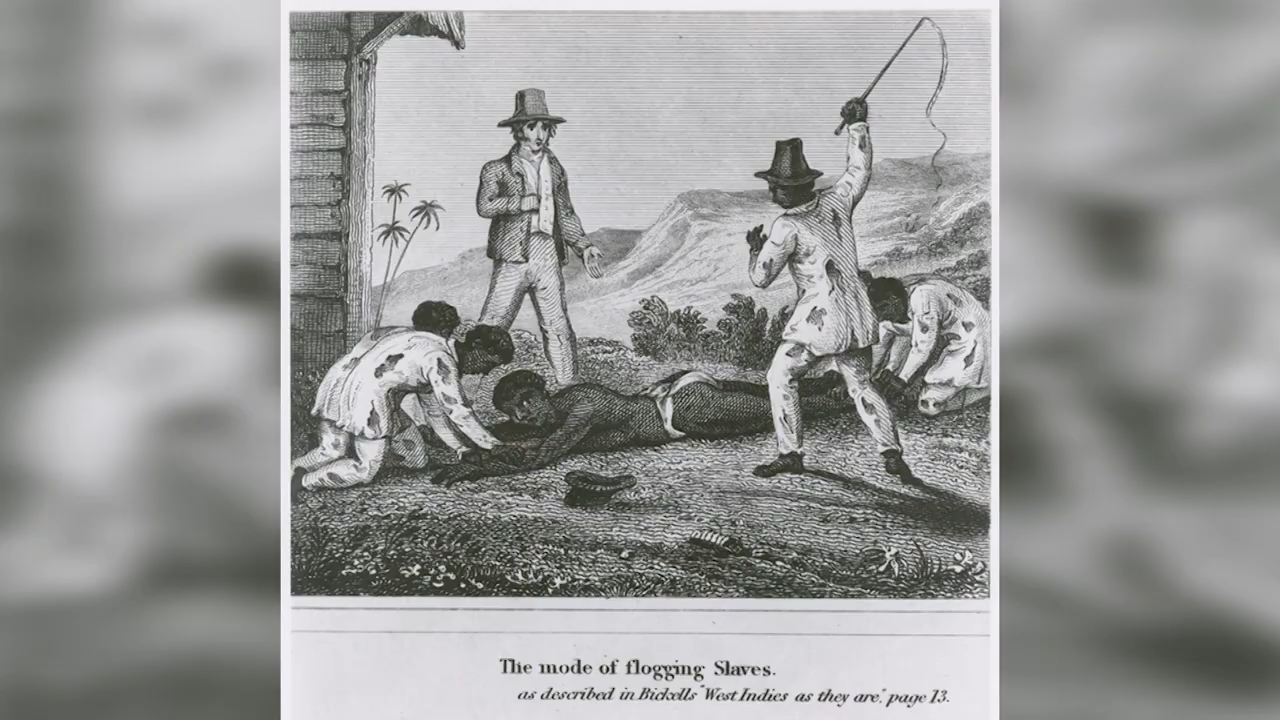 The mode of flogging Slaves.
as described in Bickells "West Indies as they are," page 13.